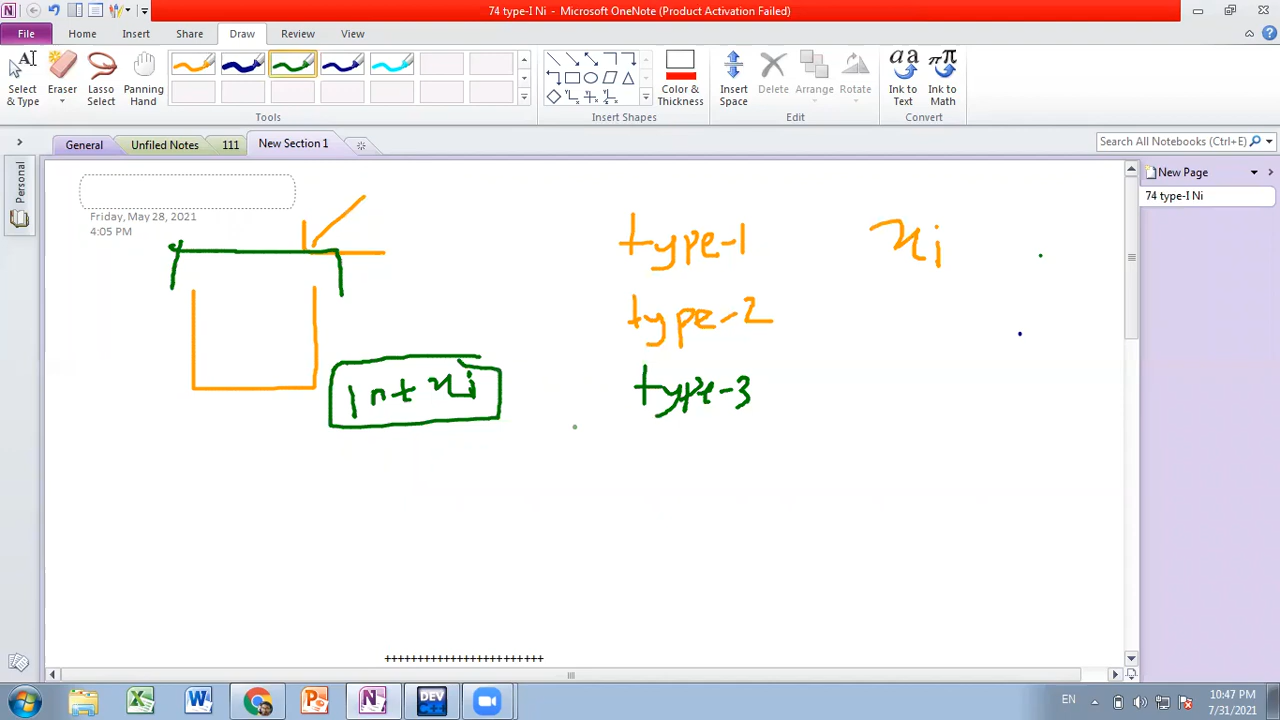 74 type-I Ni - Microsoft OneNote (Product Activation Failed)
File Home Insert Share Draw Review View
Select & Type
Eraser
Lasso Select
Panning Hand
Color & Thickness
Insert Space
Delete
Arrange
Rotate
Ink to Text
Ink to Math
Tools
Insert Shapes
Edit
Convert
General Unfiled Notes 111 New Section 1
Search All Notebooks (Ctrl+E)
Personal
New Page
74 type-I Ni
Friday, May 28, 2021
4:05 PM
type-1
type-2
int xi;
type-3
++++++++++++++++++++++++
DEV
EN
10:47 PM
7/31/2021